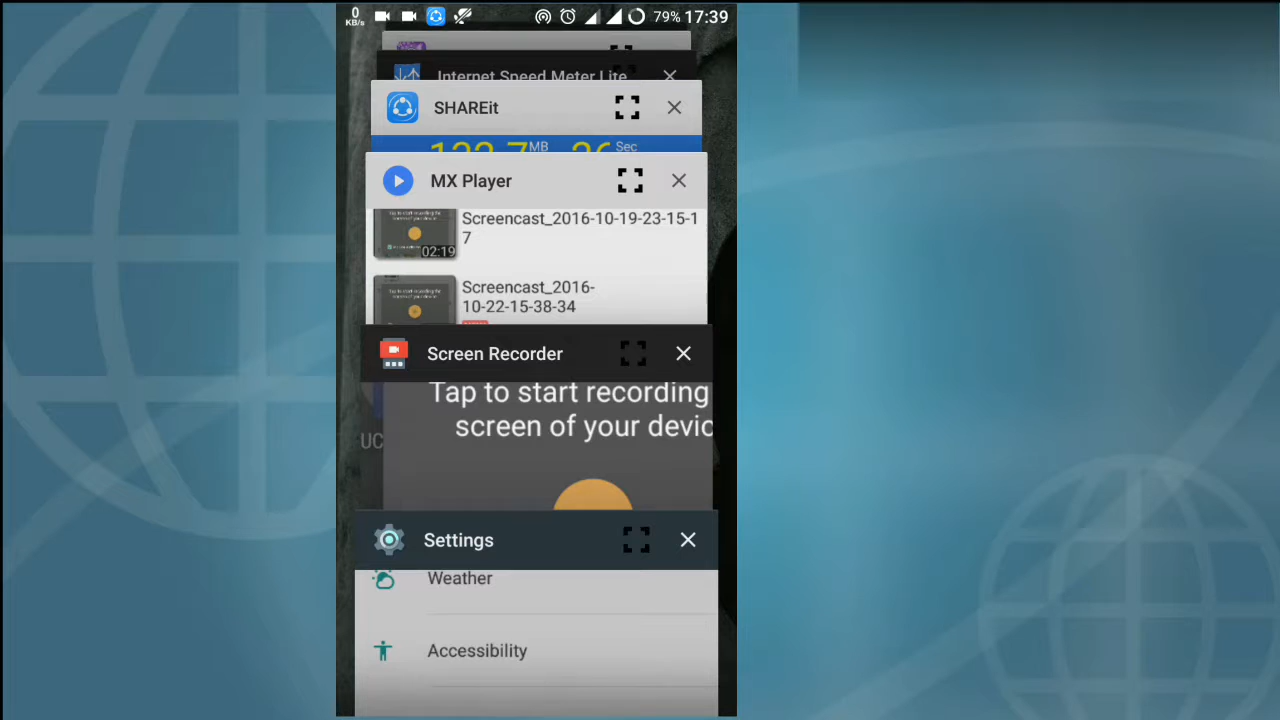 0
KB/s
79% 17:39
Internet Speed Meter Lite
SHAREit
MB
Sec
MX Player
Screencast_2016-10-19-23-15-1
7
02:19
Screencast_2016-
10-22-15-38-34
Screen Recorder
Tap to start recording
screen of your devic
UC
Settings
Weather
Accessibility